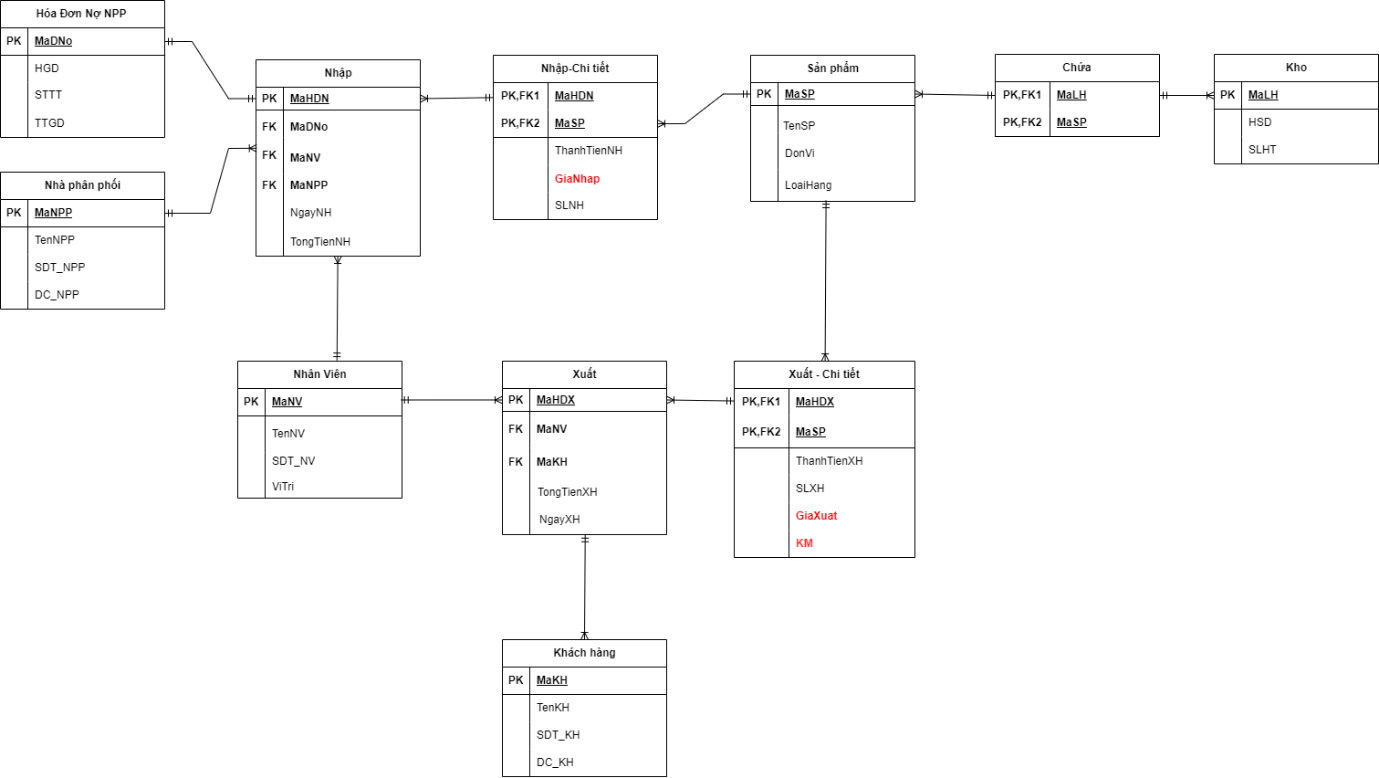 Hóa Đơn Nợ NPP
PK MaDNo
HGD
STTT
TTGD
Nhà phân phối
PK MaNPP
TenNPP
SDT_NPP
DC_NPP
Nhập
PK MaHDN
FK MaDNo
FK MaNV
FK MaNPP
NgayNH
TongTienNH
Nhập-Chi tiết
PK,FK1 MaHDN
PK,FK2 MaSP
ThanhTienNH
GiaNhap
SLNH
Sản phẩm
PK MaSP
TenSP
DonVi
LoaiHang
Chứa
PK,FK1 MaLH
PK,FK2 MaSP
Kho
PK MaLH
HSD
SLHT
Nhân Viên
PK MaNV
TenNV
SDT_NV
ViTri
Xuất
PK MaHDX
FK MaNV
FK MaKH
TongTienXH
NgayXH
Xuất - Chi tiết
PK,FK1 MaHDX
PK,FK2 MaSP
ThanhTienXH
SLXH
GiaXuat
KM
Khách hàng
PK MaKH
TenKH
SDT_KH
DC_KH